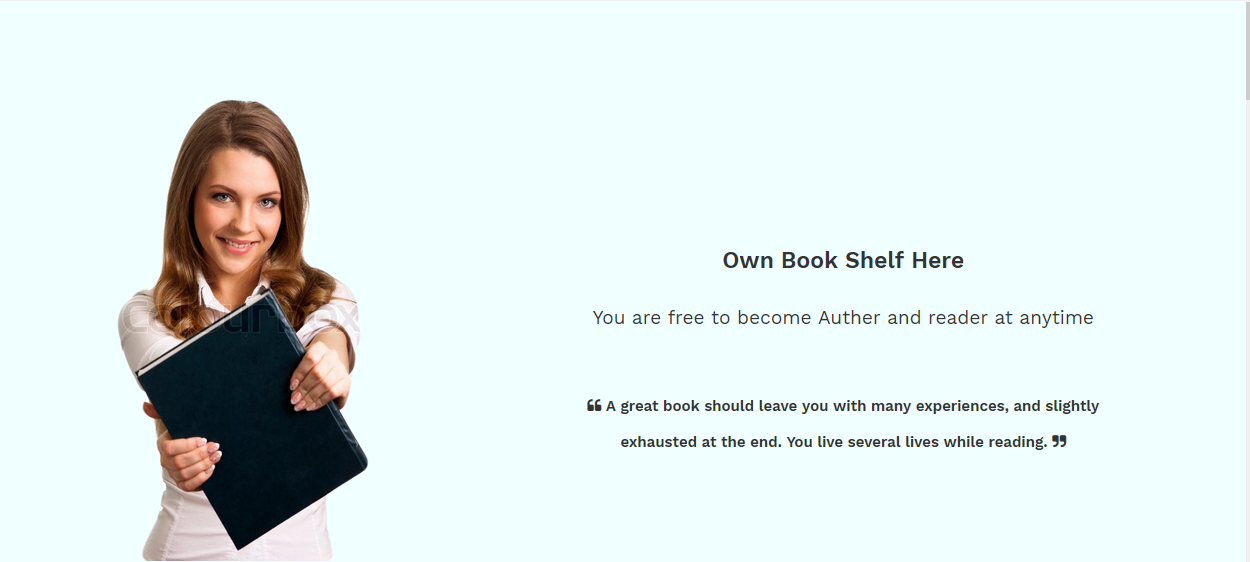 Own Book Shelf Here
You are free to become Auther and reader at anytime
❝ A great book should leave you with many experiences, and slightly
exhausted at the end. You live several lives while reading. ❞